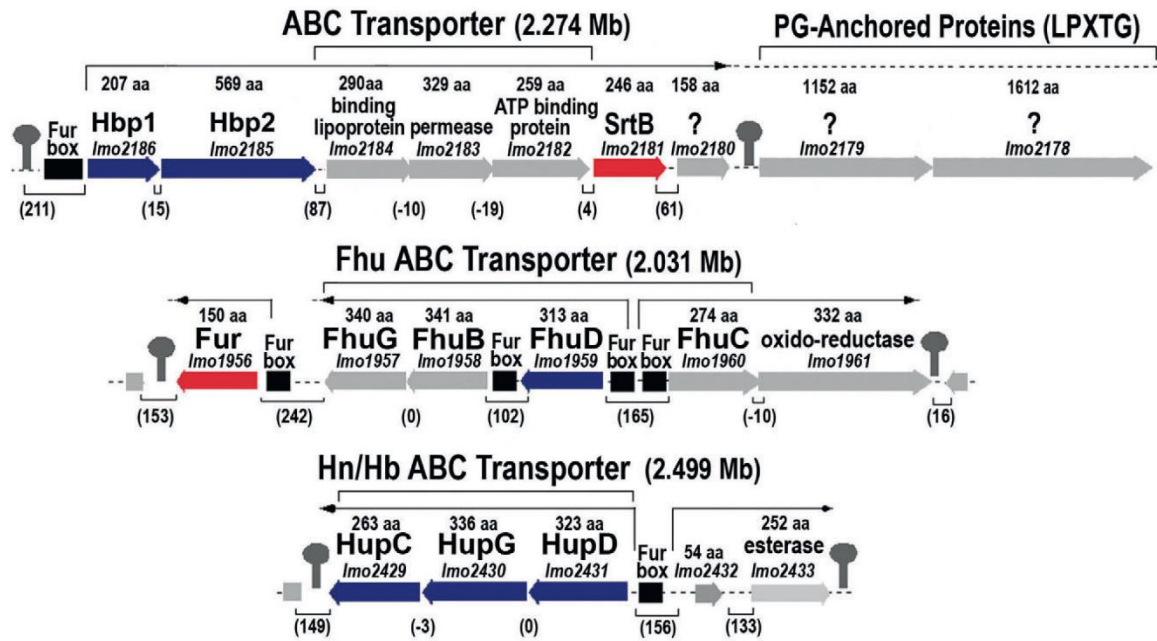 ABC Transporter (2.274 Mb) PG-Anchored Proteins (LPXTG)
207 aa 569 aa 290aa 329 aa 259 aa 246 aa 158 aa 1152 aa 1612 aa
Fur box Hbp1 Hbp2 binding lipoprotein permease ATP binding protein SrtB ? ? ?
lmo2186 lmo2185 lmo2184 lmo2183 lmo2182 lmo2181 lmo2180 lmo2179 lmo2178
(211) (15) (87) (-10) (-19) (4) (61)
Fhu ABC Transporter (2.031 Mb)
150 aa 340 aa 341 aa 313 aa 274 aa 332 aa
Fur Fur box FhuG FhuB Fur box FhuD Fur box Fur box FhuC oxido-reductase
lmo1956 lmo1957 lmo1958 lmo1959 lmo1960 lmo1961
(153) (242) (0) (102) (165) (-10) (16)
Hn/Hb ABC Transporter (2.499 Mb)
263 aa 336 aa 323 aa 54 aa 252 aa
HupC HupG HupD Fur box esterase
lmo2429 lmo2430 lmo2431 lmo2432 lmo2433
(149) (-3) (0) (156) (133)